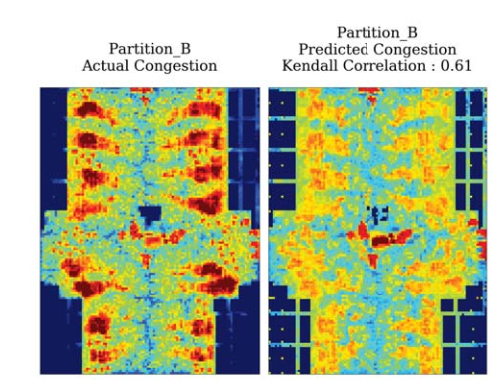 Partition_B
Actual Congestion
Partition_B
Predicted Congestion
Kendall Correlation : 0.61